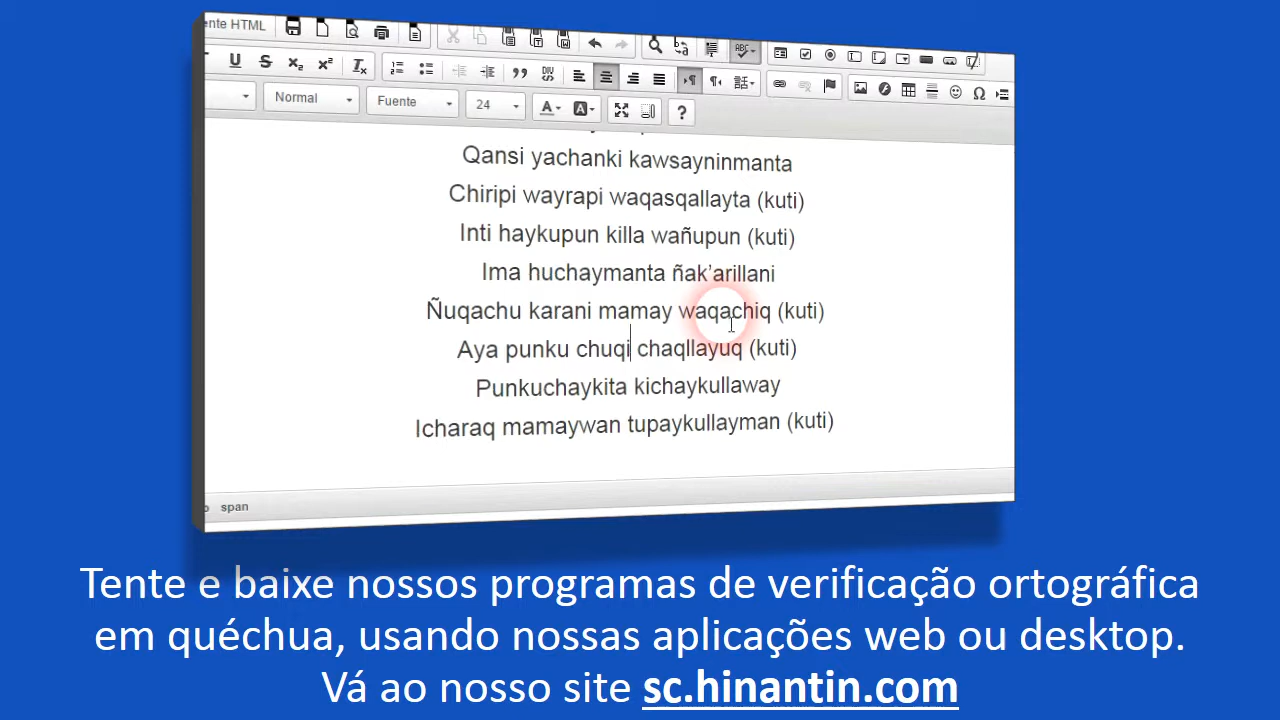 ente HTML
Normal Fuente 24
Qansi yachanki kawsayninmanta
Chiripi wayrapi waqasqallayta (kuti)
Inti haykupun killa wañupun (kuti)
Ima huchaymanta ñak’arillani
Ñuqachu karani mamay waqachiq (kuti)
Aya punku chuqi chaqllayuq (kuti)
Punkuchaykita kichaykullaway
Icharaq mamaywan tupaykullayman (kuti)
span
Tente e baixe nossos programas de verificação ortográfica
em quéchua, usando nossas aplicações web ou desktop.
Vá ao nosso site sc.hinantin.com